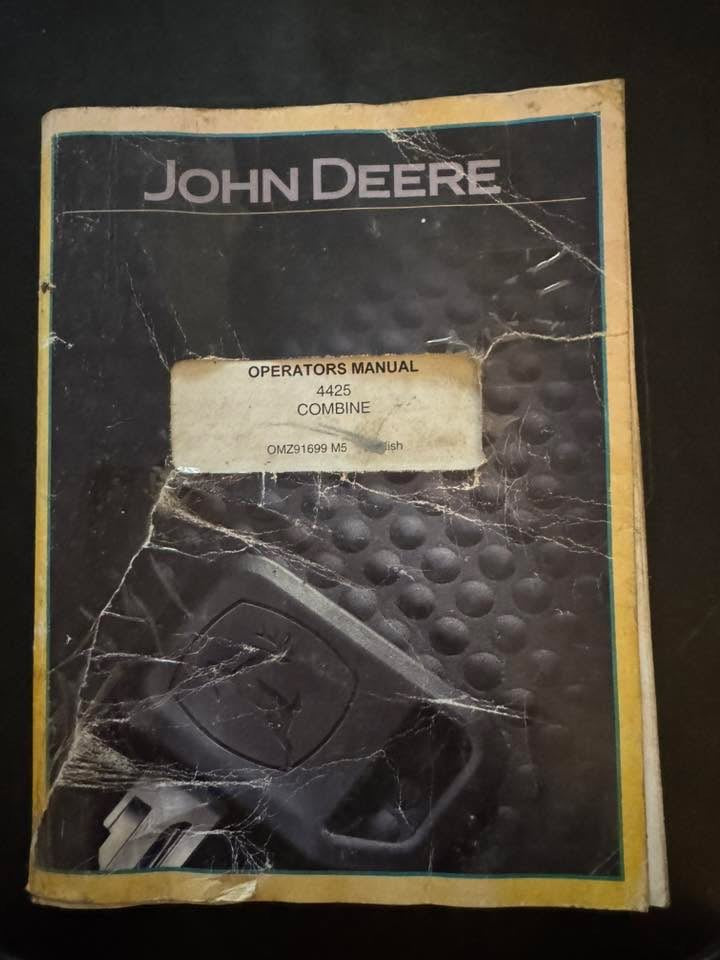 JOHN DEERE
OPERATORS MANUAL
4425
COMBINE
OMZ91699 M5